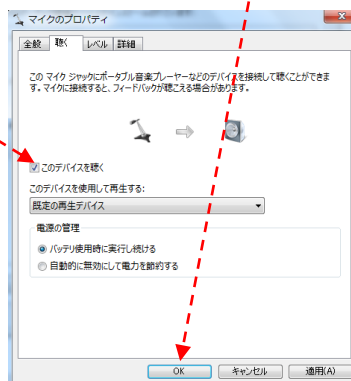 マイクのプロパティ
全般 聴く レベル 詳細
この マイク ジャックにポータブル音楽プレーヤーなどのデバイスを接続して聴くことができま
す。マイクに接続すると、フィードバックが聴こえる場合があります。
このデバイスを聴く
このデバイスを使用して再生する:
既定の再生デバイス
電源の管理
バッテリ使用時に実行し続ける
自動的に無効にして電力を節約する
OK キャンセル 適用(A)